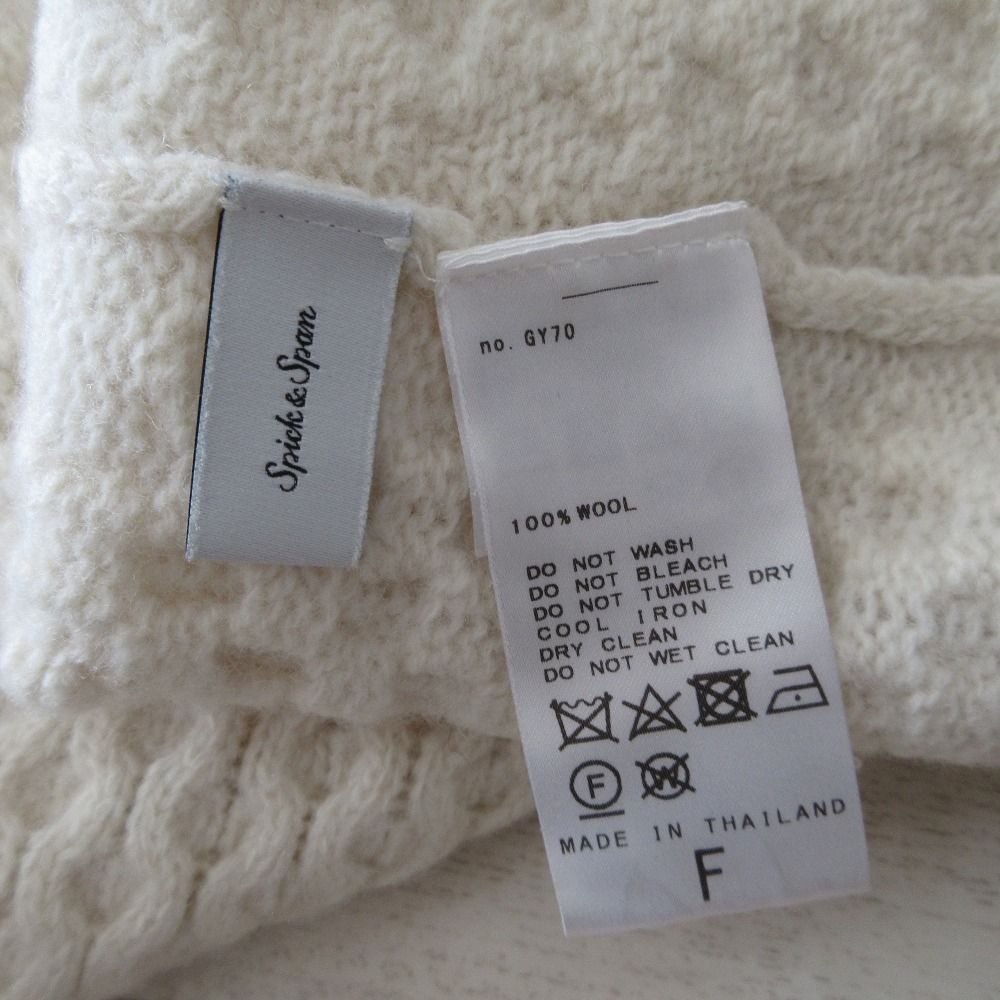 Spick & Span
no. GY70
100% WOOL
DO NOT WASH
DO NOT BLEACH
DO NOT TUMBLE DRY
COOL IRON
DRY CLEAN
DO NOT WET CLEAN
F W
MADE IN THAILAND
F